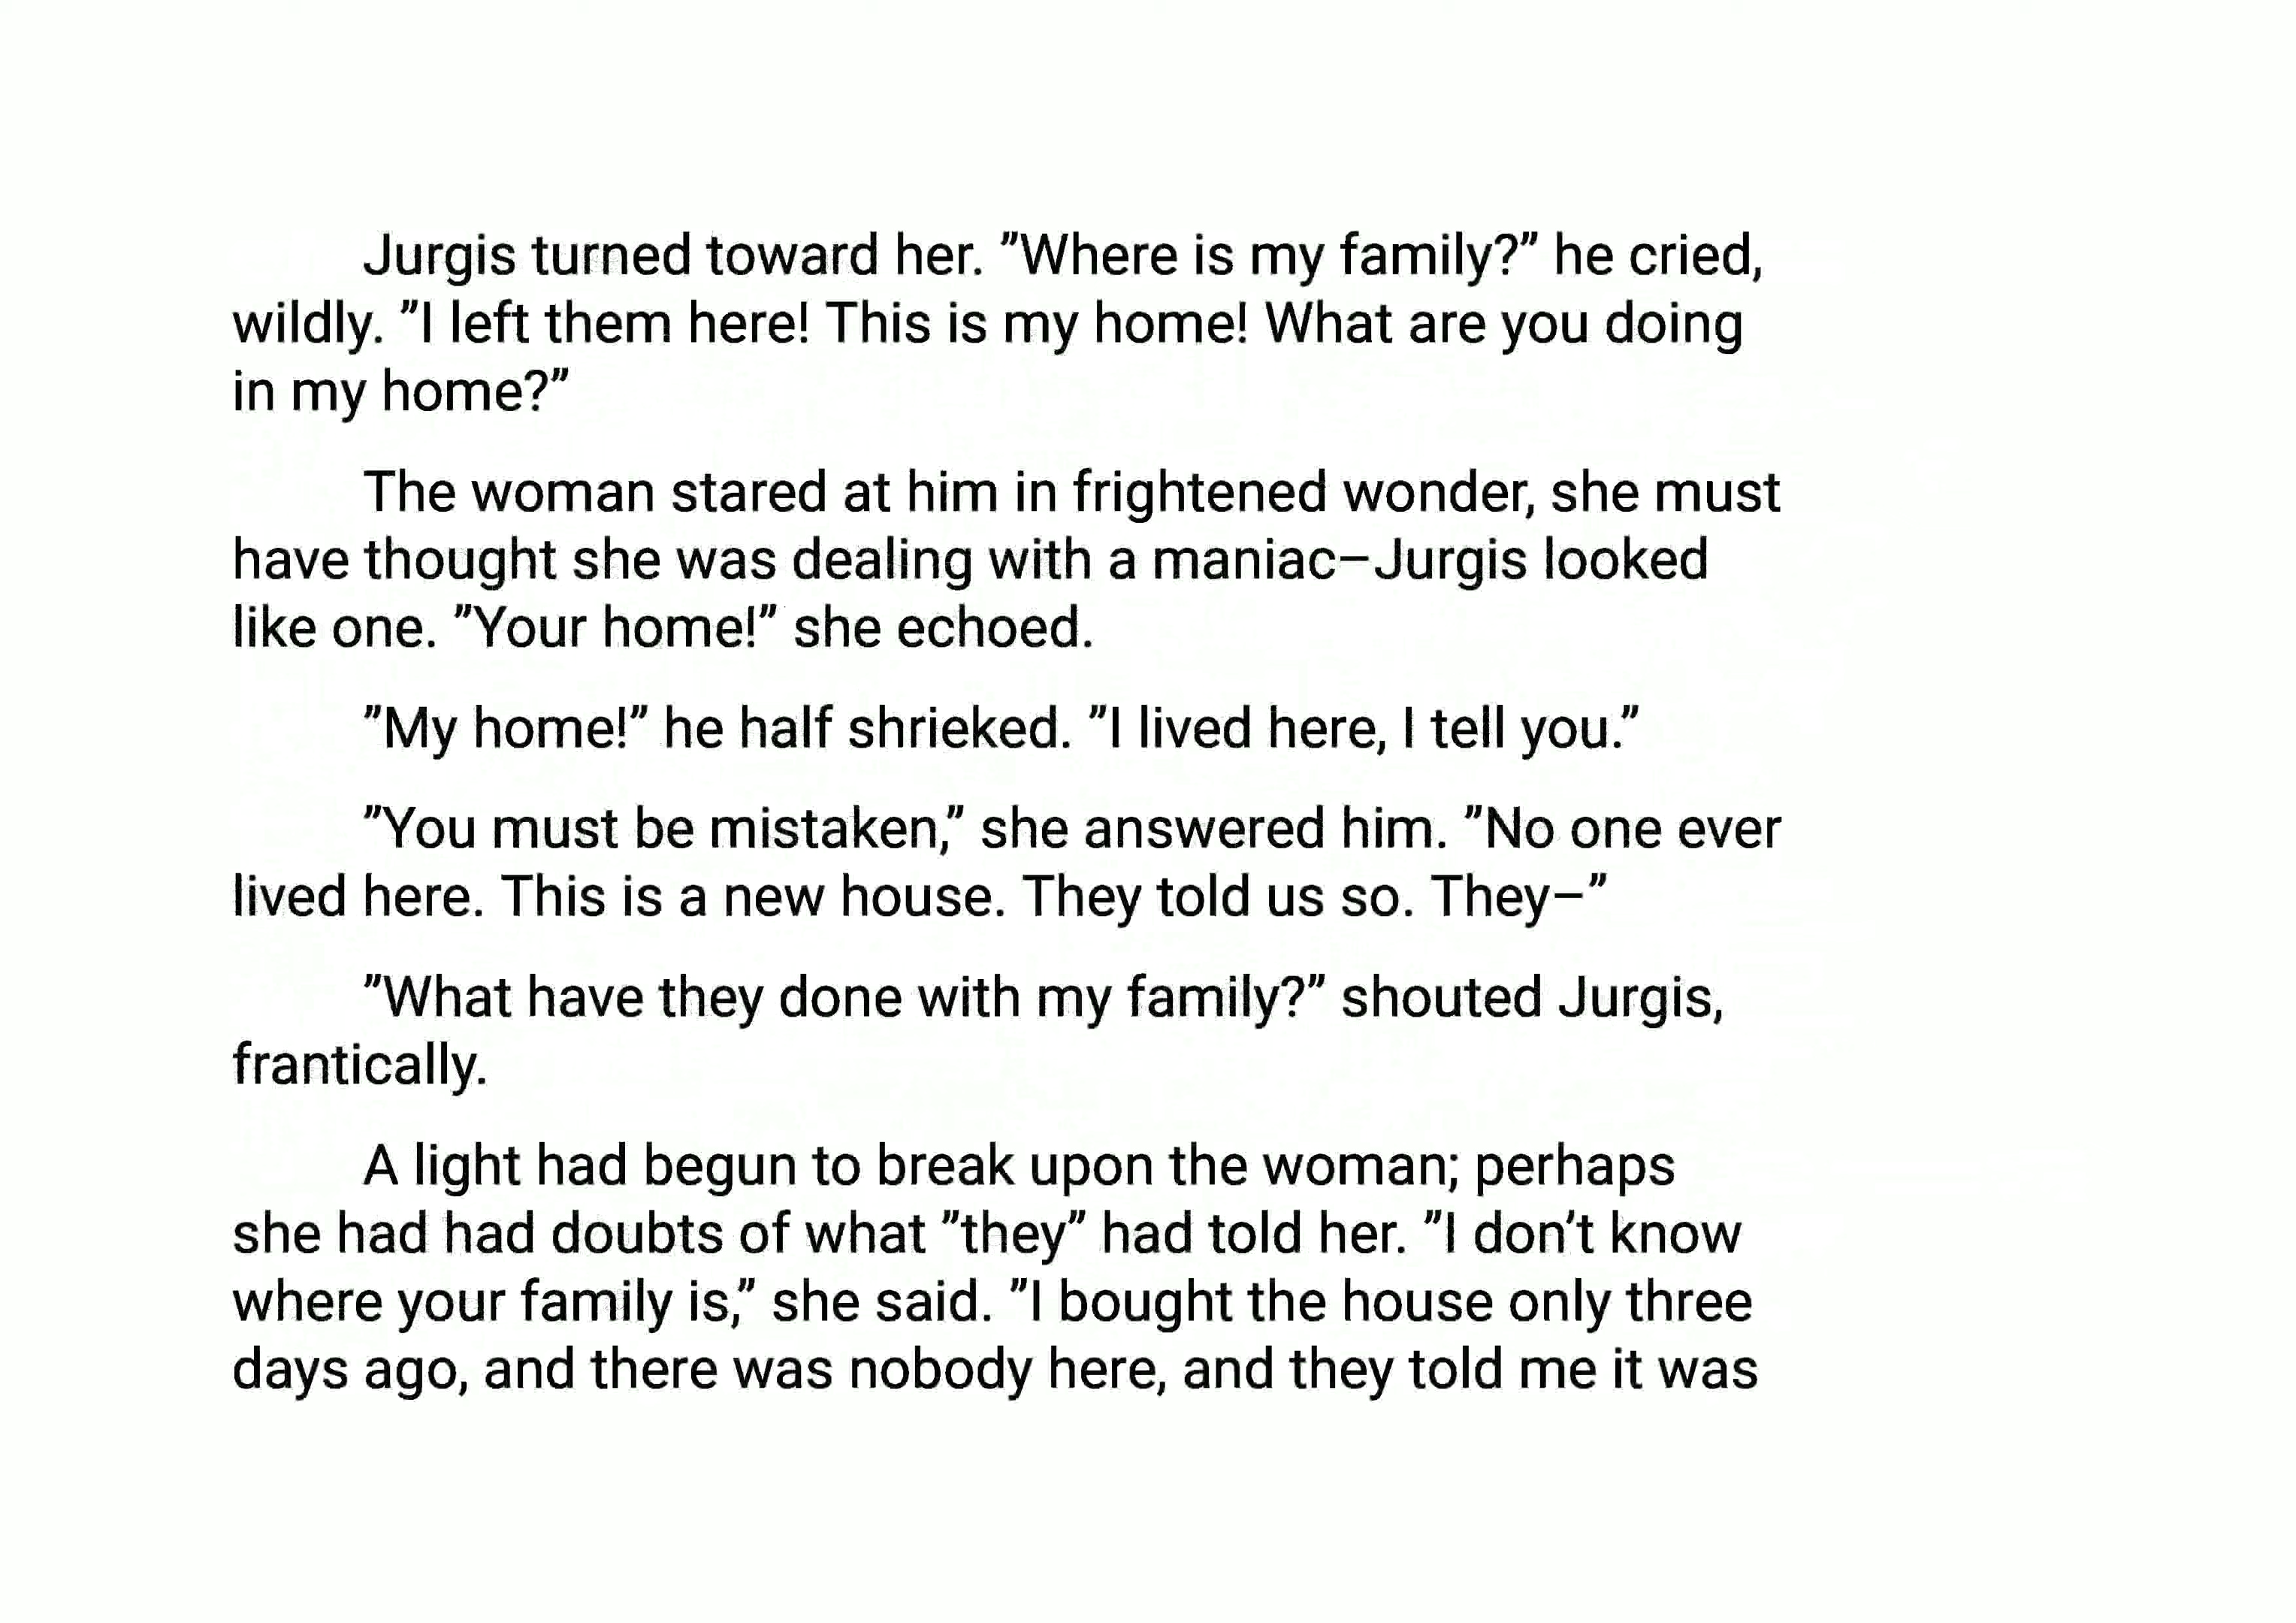 Jurgis turned toward her. ”Where is my family?” he cried,
wildly. ”I left them here! This is my home! What are you doing
in my home?”
The woman stared at him in frightened wonder, she must
have thought she was dealing with a maniac–Jurgis looked
like one. ”Your home!” she echoed.
”My home!” he half shrieked. ”I lived here, I tell you.”
”You must be mistaken,” she answered him. ”No one ever
lived here. This is a new house. They told us so. They–”
”What have they done with my family?” shouted Jurgis,
frantically.
A light had begun to break upon the woman; perhaps
she had had doubts of what ”they” had told her. ”I don’t know
where your family is,” she said. ”I bought the house only three
days ago, and there was nobody here, and they told me it was